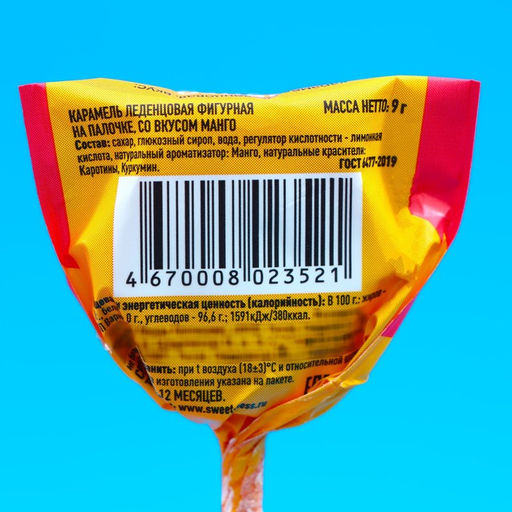 КАРАМЕЛЬ ЛЕДЕНЦОВАЯ ФИГУРНАЯ МАССА НЕТТО: 9 г
НА ПАЛОЧКЕ, СО ВКУСОМ МАНГО
Состав: сахар, глюкозный сироп, вода, регулятор кислотности - лимонная
кислота, натуральный ароматизатор: Манго, натуральные красители:
Каротины, Куркумин. ГОСТ 6477-2019
4 670008 023521
энергетическая ценность (калорийность): В 100 г.: жиров -
0 г., углеводов - 96,6 г.; 1591кДж/380ккал.
при t воздуха (18±3)°С и относительной
изготовления указана на пакете.
12 МЕСЯЦЕВ.